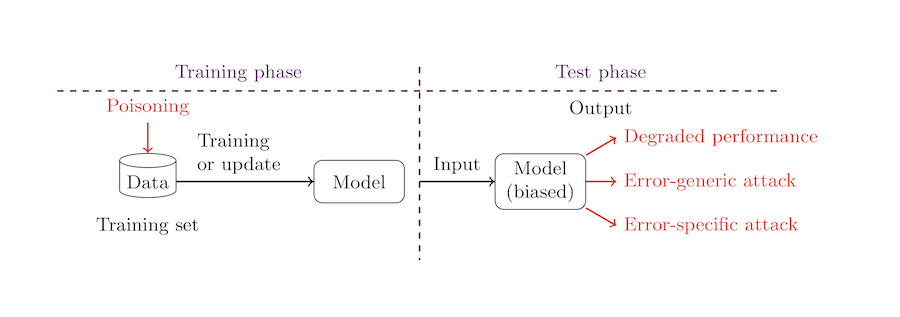 Training phase
Test phase
Poisoning
Output
Training
or update
Data
Model
Training set
Input
Model
(biased)
Degraded performance
Error-generic attack
Error-specific attack